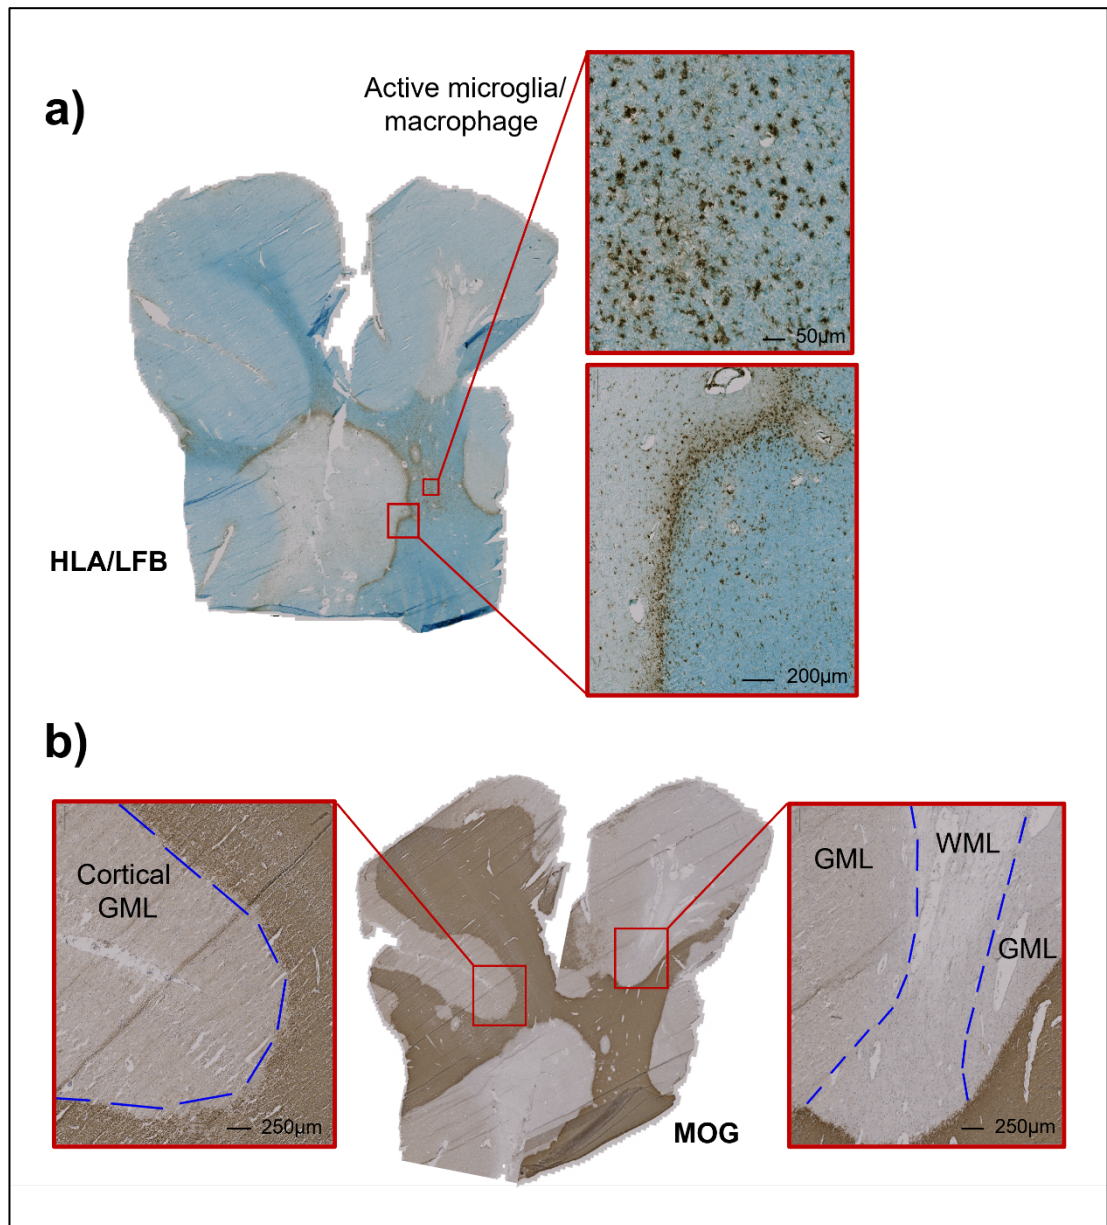 a)
Active microglia/
macrophage
50µm
HLA/LFB
200µm
b)
Cortical
GML
250µm
MOG
GML
WML
GML
250µm